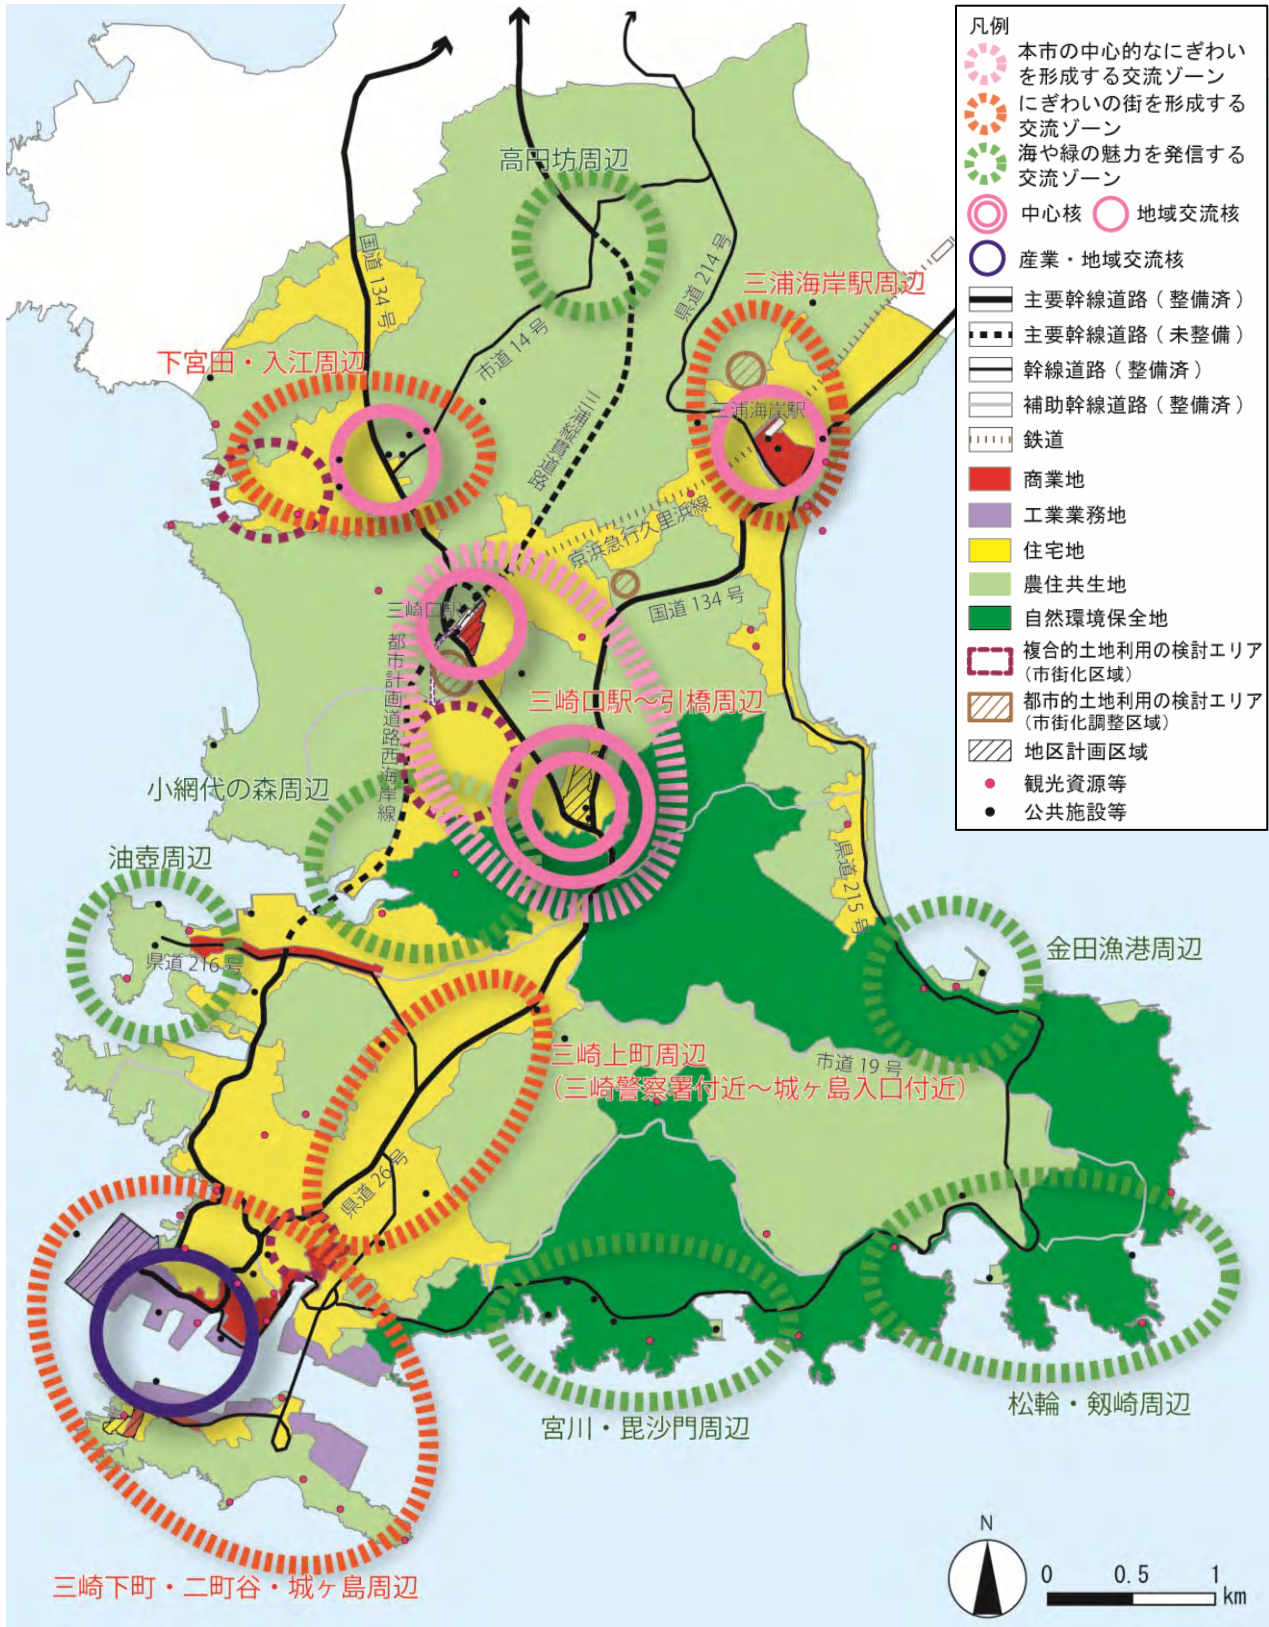 凡例
本市の中心的なにぎわい
を形成する交流ゾーン
にぎわいの街を形成する
交流ゾーン
海や緑の魅力を発信する
交流ゾーン
中心核 地域交流核
産業・地域交流核
主要幹線道路(整備済)
主要幹線道路(未整備)
幹線道路(整備済)
補助幹線道路(整備済)
鉄道
商業地
工業業務地
住宅地
農住共生地
自然環境保全地
複合的土地利用の検討エリア
(市街化区域)
都市的土地利用の検討エリア
(市街化調整区域)
地区計画区域
観光資源等
公共施設等
高円坊周辺
国道134号
県道214号
三浦海岸駅周辺
市道14号
下宮田・入江周辺
三浦縦貫道路
三浦海岸駅
京浜急行久里浜線
国道134号
三崎口駅
都市計画道路西海岸線
三崎口駅～引橋周辺
小網代の森周辺
油壺周辺
県道215号
県道216号
金田漁港周辺
三崎上町周辺
(三崎警察署付近～城ヶ島入口付近)
市道19号
県道26号
松輪・剱崎周辺
宮川・毘沙門周辺
三崎下町・二町谷・城ヶ島周辺
N
0 0.5 1
km